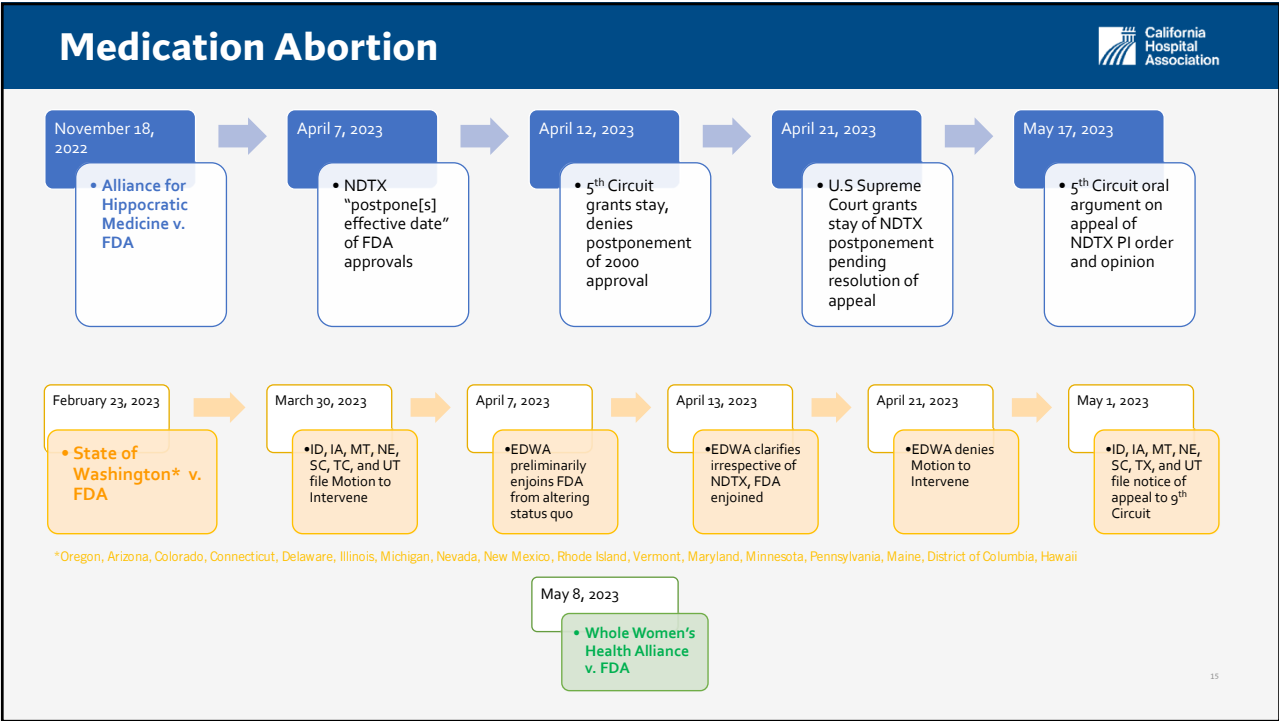 Medication Abortion
California
Hospital
Association
November 18,
2022
• Alliance for
Hippocratic
Medicine v.
FDA
April 7, 2023
• NDTX
“postpone[s]
effective date”
of FDA
approvals
April 12, 2023
• 5th Circuit
grants stay,
denies
postponement
of 2000
approval
April 21, 2023
• U.S Supreme
Court grants
stay of NDTX
postponement
pending
resolution of
appeal
May 17, 2023
• 5th Circuit oral
argument on
appeal of
NDTX PI order
and opinion
February 23, 2023
• State of
Washington* v.
FDA
March 30, 2023
•ID, IA, MT, NE,
SC, TC, and UT
file Motion to
Intervene
April 7, 2023
•EDWA
preliminarily
enjoins FDA
from altering
status quo
April 13, 2023
•EDWA clarifies
irrespective of
NDTX, FDA
enjoined
April 21, 2023
•EDWA denies
Motion to
Intervene
May 1, 2023
•ID, IA, MT, NE,
SC, TX, and UT
file notice of
appeal to 9th
Circuit
*Oregon, Arizona, Colorado, Connecticut, Delaware, Illinois, Michigan, Nevada, New Mexico, Rhode Island, Vermont, Maryland, Minnesota, Pennsylvania, Maine, District of Columbia, Hawaii
May 8, 2023
• Whole Women’s
Health Alliance
v. FDA
15